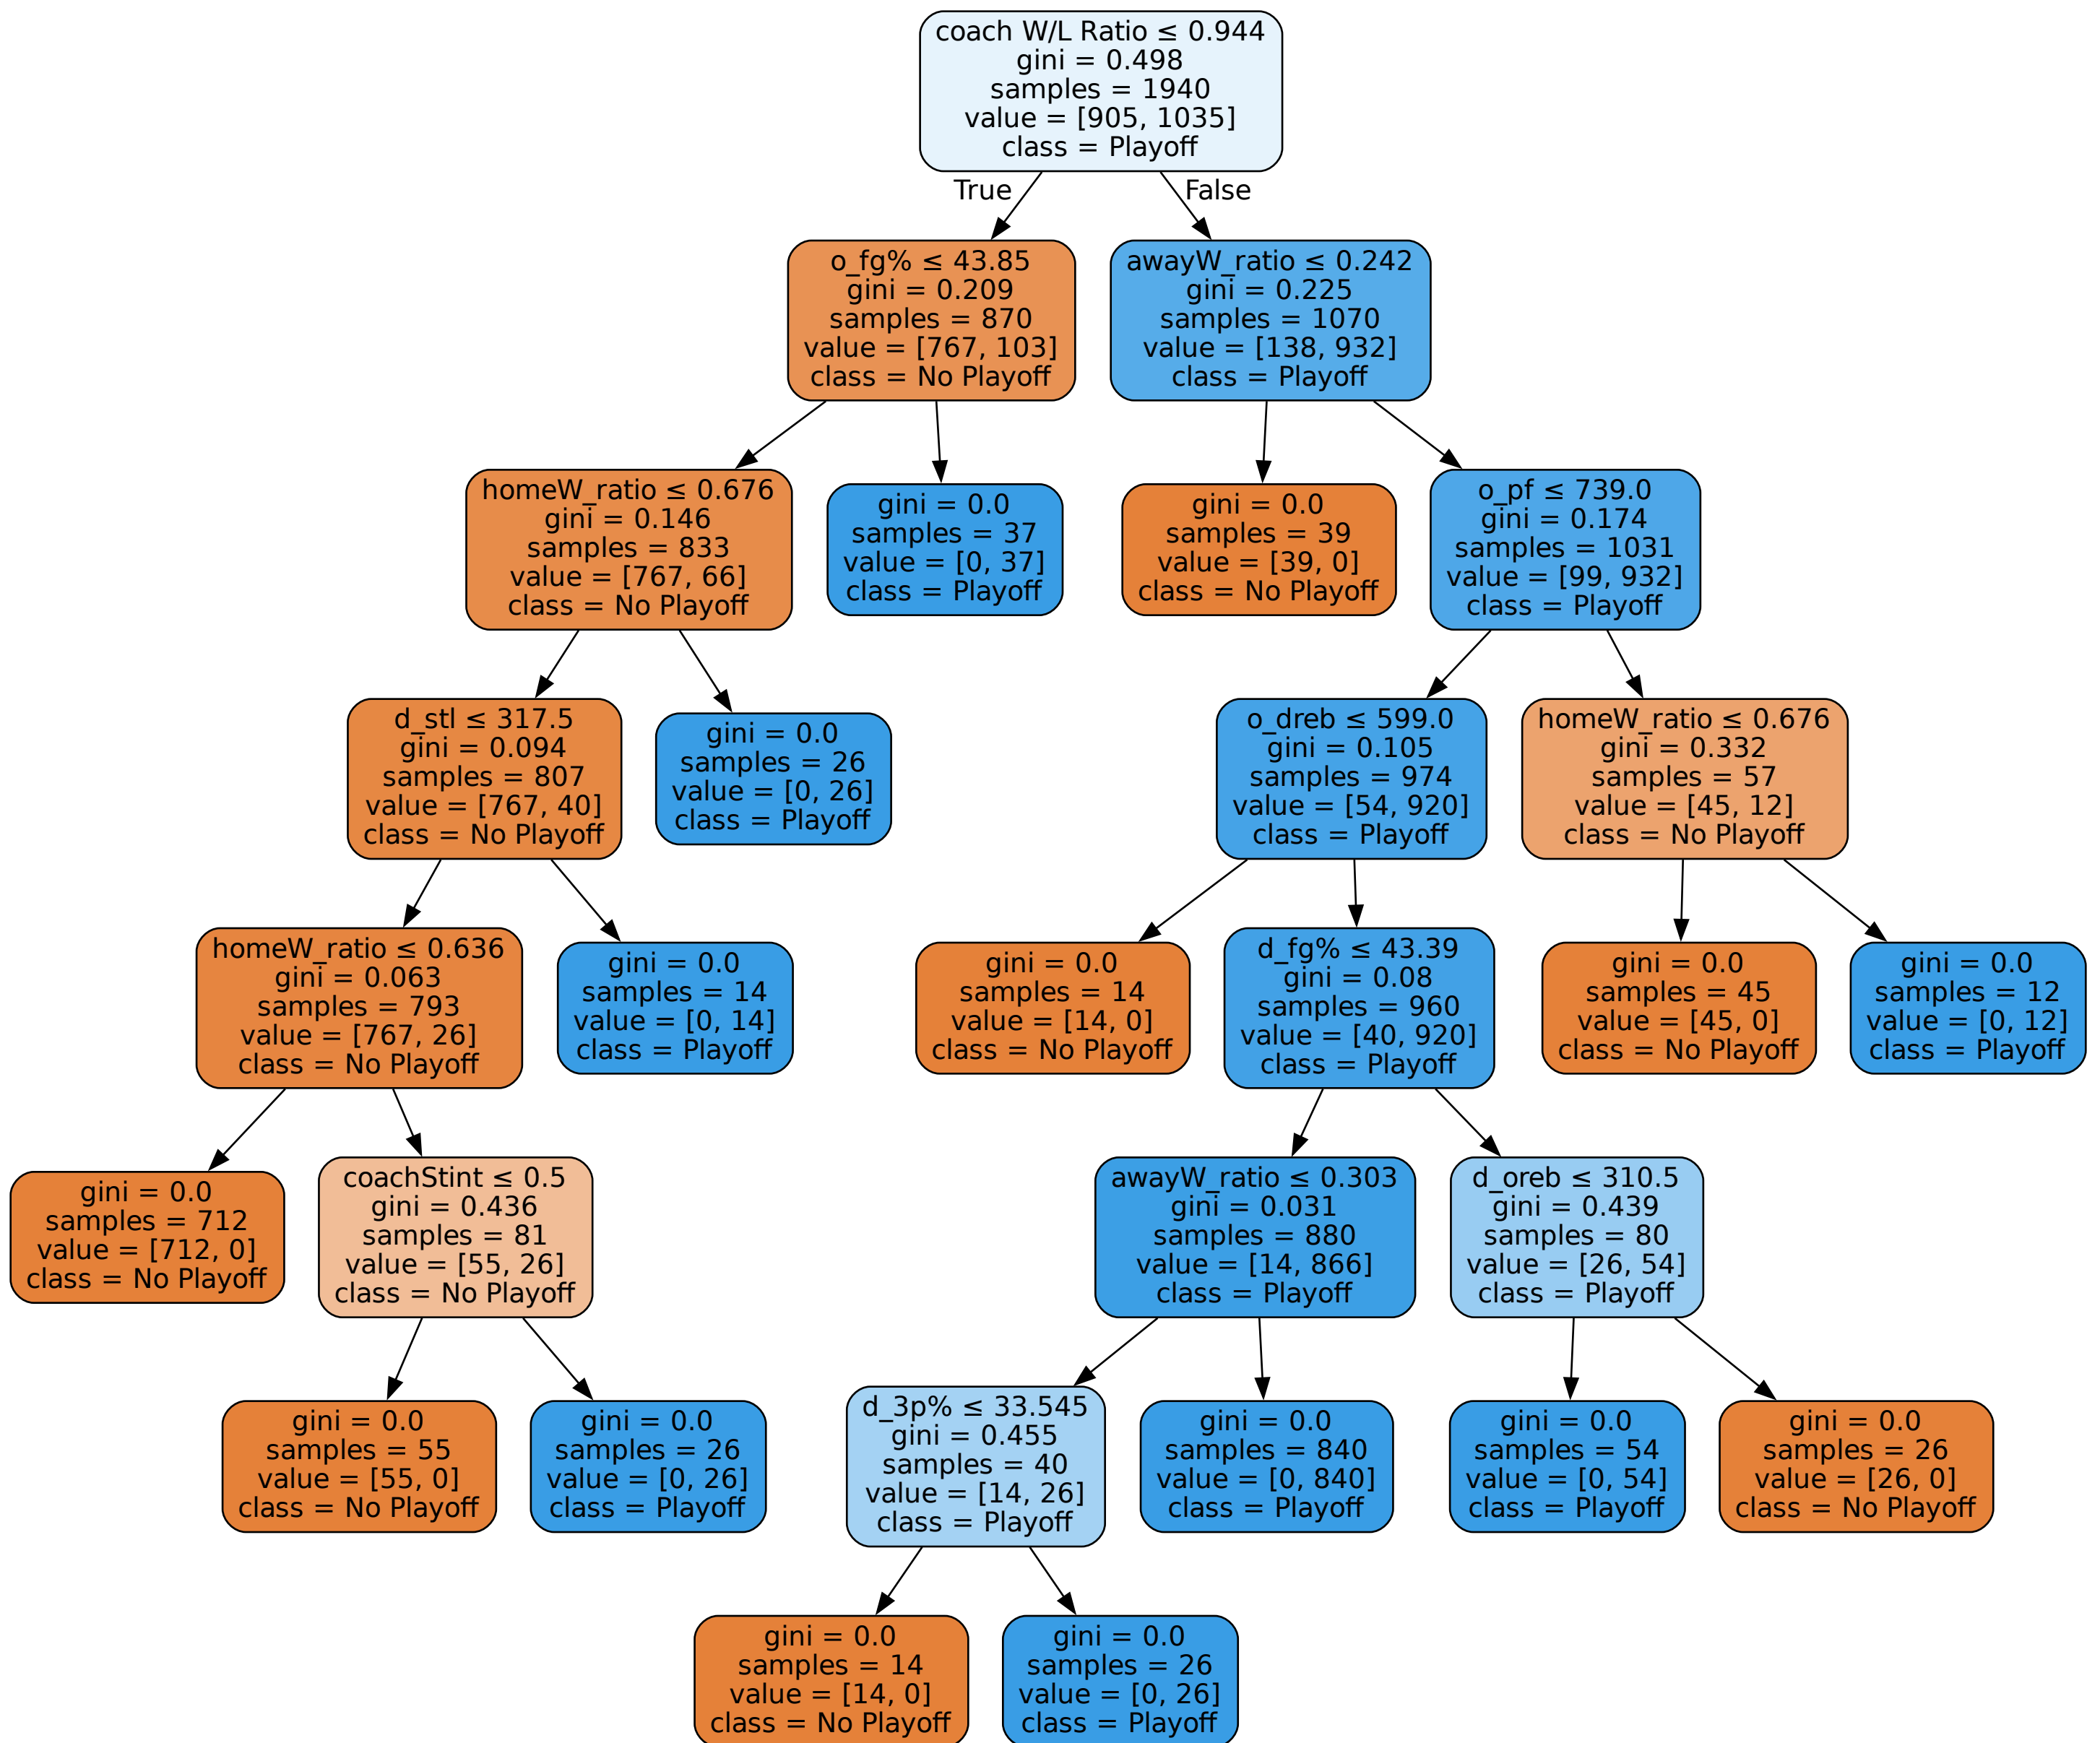 coach W/L Ratio ≤ 0.944
gini = 0.498
samples = 1940
value = [905, 1035]
class = Playoff
True
False
o_fg% ≤ 43.85
gini = 0.209
samples = 870
value = [767, 103]
class = No Playoff
awayW_ratio ≤ 0.242
gini = 0.225
samples = 1070
value = [138, 932]
class = Playoff
homeW_ratio ≤ 0.676
gini = 0.146
samples = 833
value = [767, 66]
class = No Playoff
gini = 0.0
samples = 37
value = [0, 37]
class = Playoff
gini = 0.0
samples = 39
value = [39, 0]
class = No Playoff
o_pf ≤ 739.0
gini = 0.174
samples = 1031
value = [99, 932]
class = Playoff
d_stl ≤ 317.5
gini = 0.094
samples = 807
value = [767, 40]
class = No Playoff
gini = 0.0
samples = 26
value = [0, 26]
class = Playoff
o_dreb ≤ 599.0
gini = 0.105
samples = 974
value = [54, 920]
class = Playoff
homeW_ratio ≤ 0.676
gini = 0.332
samples = 57
value = [45, 12]
class = No Playoff
homeW_ratio ≤ 0.636
gini = 0.063
samples = 793
value = [767, 26]
class = No Playoff
gini = 0.0
samples = 14
value = [0, 14]
class = Playoff
gini = 0.0
samples = 14
value = [14, 0]
class = No Playoff
d_fg% ≤ 43.39
gini = 0.08
samples = 960
value = [40, 920]
class = Playoff
gini = 0.0
samples = 45
value = [45, 0]
class = No Playoff
gini = 0.0
samples = 12
value = [0, 12]
class = Playoff
gini = 0.0
samples = 712
value = [712, 0]
class = No Playoff
coachStint ≤ 0.5
gini = 0.436
samples = 81
value = [55, 26]
class = No Playoff
awayW_ratio ≤ 0.303
gini = 0.031
samples = 880
value = [14, 866]
class = Playoff
d_oreb ≤ 310.5
gini = 0.439
samples = 80
value = [26, 54]
class = Playoff
gini = 0.0
samples = 55
value = [55, 0]
class = No Playoff
gini = 0.0
samples = 26
value = [0, 26]
class = Playoff
d_3p% ≤ 33.545
gini = 0.455
samples = 40
value = [14, 26]
class = Playoff
gini = 0.0
samples = 840
value = [0, 840]
class = Playoff
gini = 0.0
samples = 54
value = [0, 54]
class = Playoff
gini = 0.0
samples = 26
value = [26, 0]
class = No Playoff
gini = 0.0
samples = 14
value = [14, 0]
class = No Playoff
gini = 0.0
samples = 26
value = [0, 26]
class = Playoff